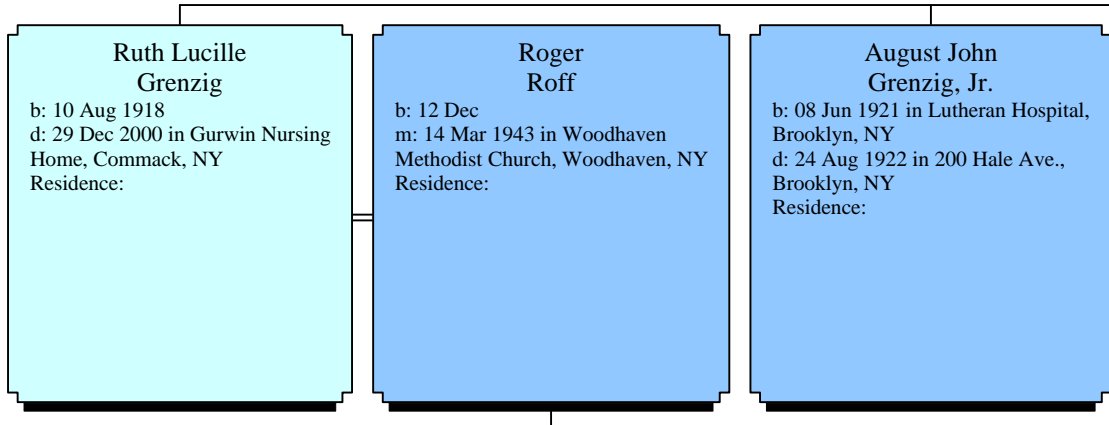 Ruth Lucille
Grenzig
b: 10 Aug 1918
d: 29 Dec 2000 in Gurwin Nursing
Home, Commack, NY
Residence:
Roger
Roff
b: 12 Dec
m: 14 Mar 1943 in Woodhaven
Methodist Church, Woodhaven, NY
Residence:
August John
Grenzig, Jr.
b: 08 Jun 1921 in Lutheran Hospital,
Brooklyn, NY
d: 24 Aug 1922 in 200 Hale Ave.,
Brooklyn, NY
Residence: